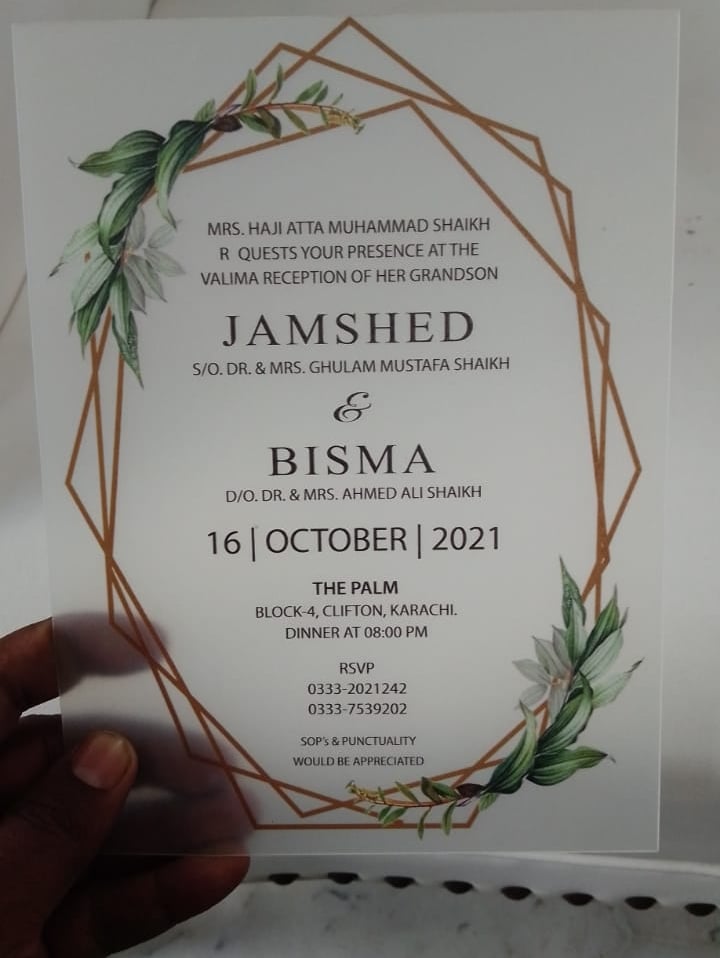 MRS. HAJI ATTA MUHAMMAD SHAIKH
R QUESTS YOUR PRESENCE AT THE
VALIMA RECEPTION OF HER GRANDSON
JAMSHED
S/O. DR. & MRS. GHULAM MUSTAFA SHAIKH
&
BISMA
D/O. DR. & MRS. AHMED ALI SHAIKH
16 | OCTOBER | 2021
THE PALM
BLOCK-4, CLIFTON, KARACHI.
DINNER AT 08:00 PM
RSVP
0333-2021242
0333-7539202
SOP's & PUNCTUALITY
WOULD BE APPRECIATED